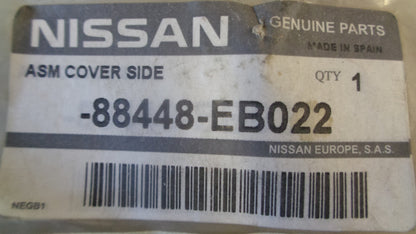 NISSAN
GENUINE PARTS
MADE IN SPAIN
ASM COVER SIDE
QTY 1
-88448-EB022
NISSAN EUROPE, S.A.S.
NEGB1